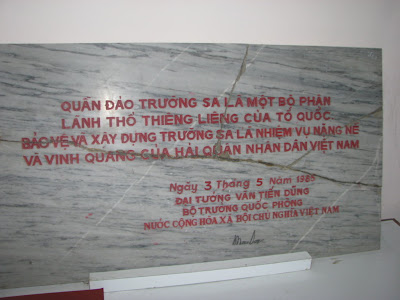 QUẦN ĐẢO TRƯỜNG SA LÀ MỘT BỘ PHẬN
LÃNH THỔ THIÊNG LIÊNG CỦA TỔ QUỐC.
BẢO VỆ VÀ XÂY DỰNG TRƯỜNG SA LÀ NHIỆM VỤ NẶNG NỀ
VÀ VINH QUANG CỦA HẢI QUÂN NHÂN DÂN VIỆT NAM
Ngày 3 Tháng 5 Năm 1985
ĐẠI TƯỚNG VĂN TIẾN DŨNG
BỘ TRƯỞNG QUỐC PHÒNG
NƯỚC CỘNG HÒA XÃ HỘI CHỦ NGHĨA VIỆT NAM